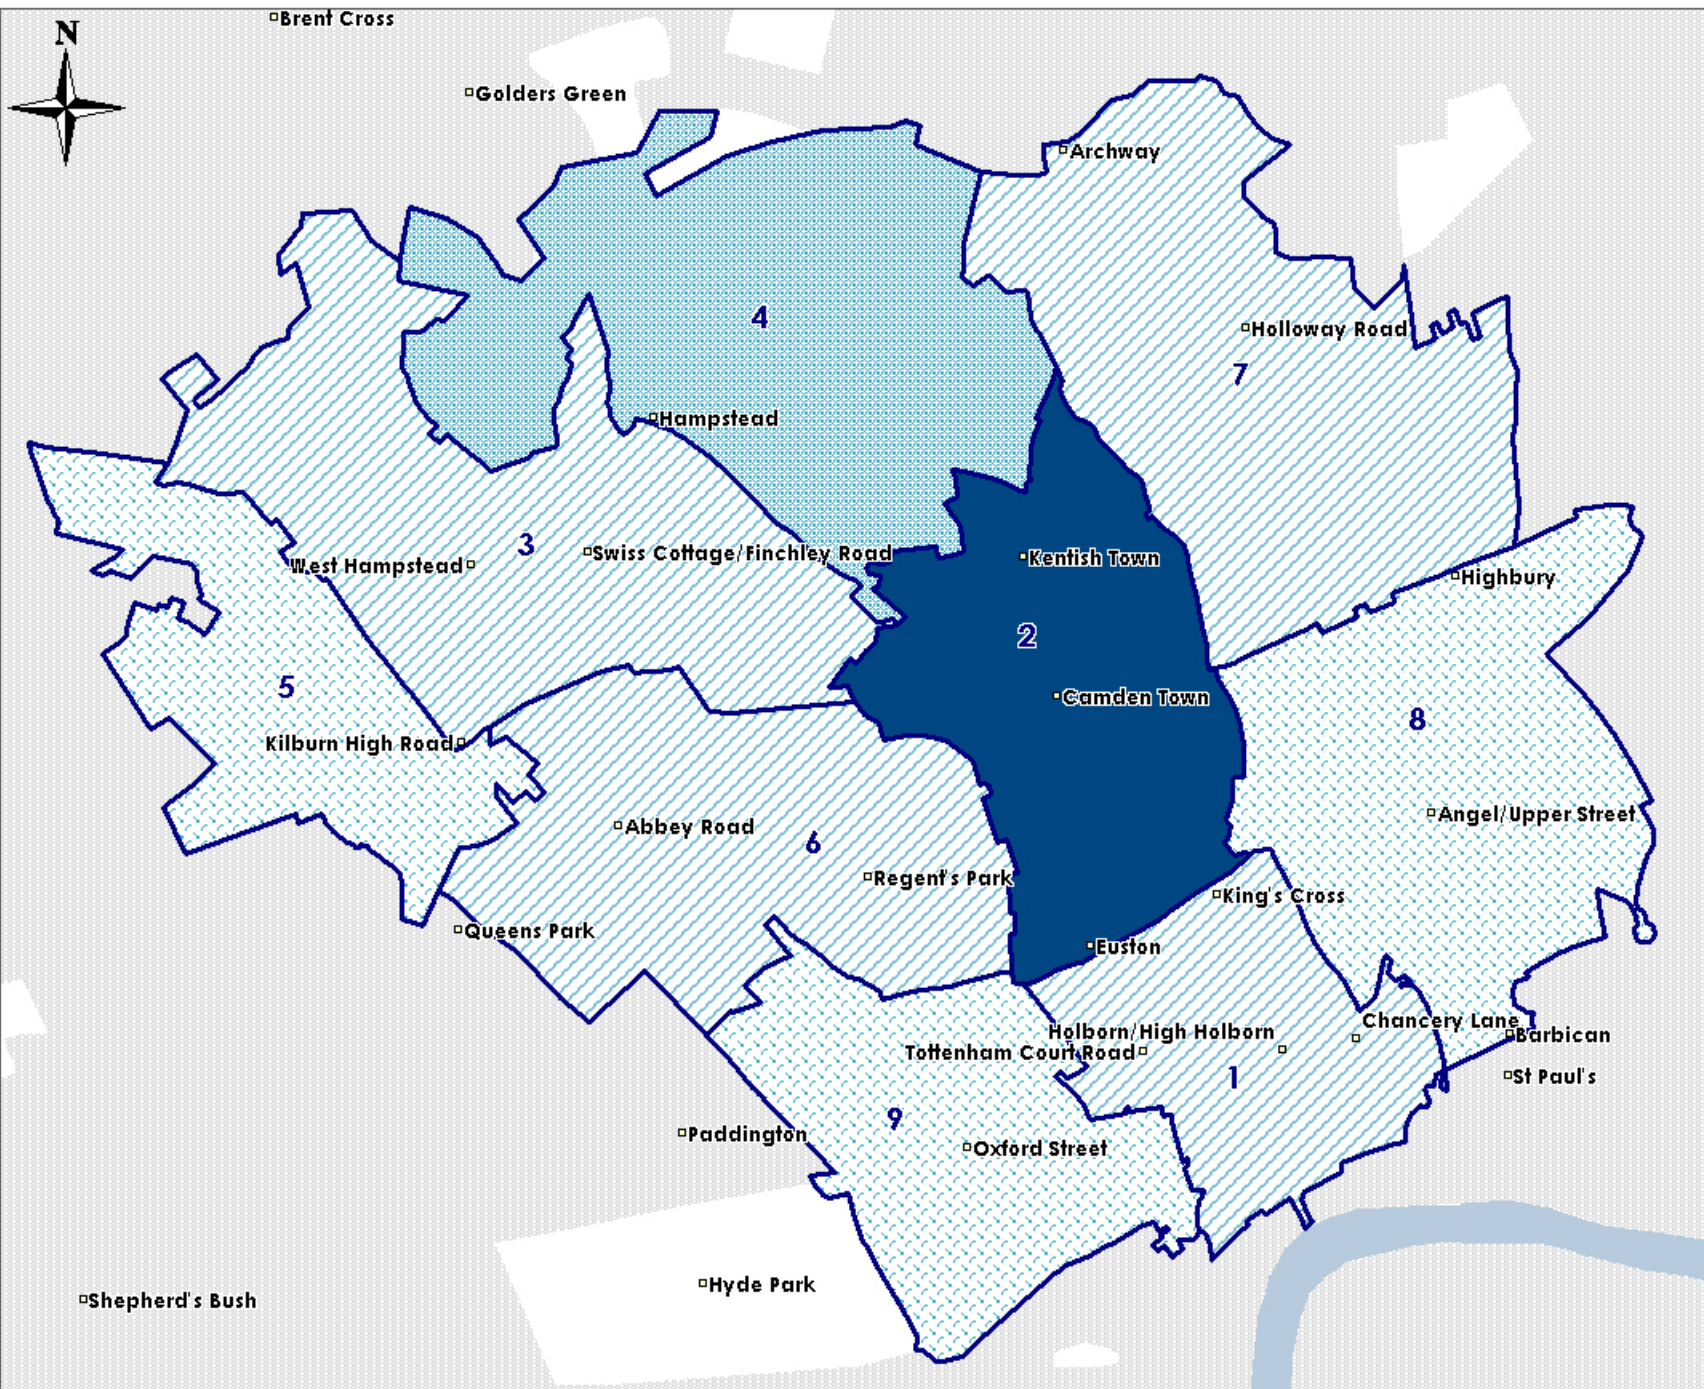 Brent Cross
N
Golders Green
Archway
4
Holloway Road
7
Hampstead
3
Swiss Cottage/Finchley Road
West Hampstead
Kentish Town
Highbury
2
5
Camden Town
8
Kilburn High Road
Angel/Upper Street
Abbey Road
6
Regent's Park
King's Cross
Queens Park
Euston
Chancery Lane
Holborn/High Holborn
Barbican
Tottenham Court Road
1
St Paul's
9
Paddington
Oxford Street
Hyde Park
Shepherd's Bush